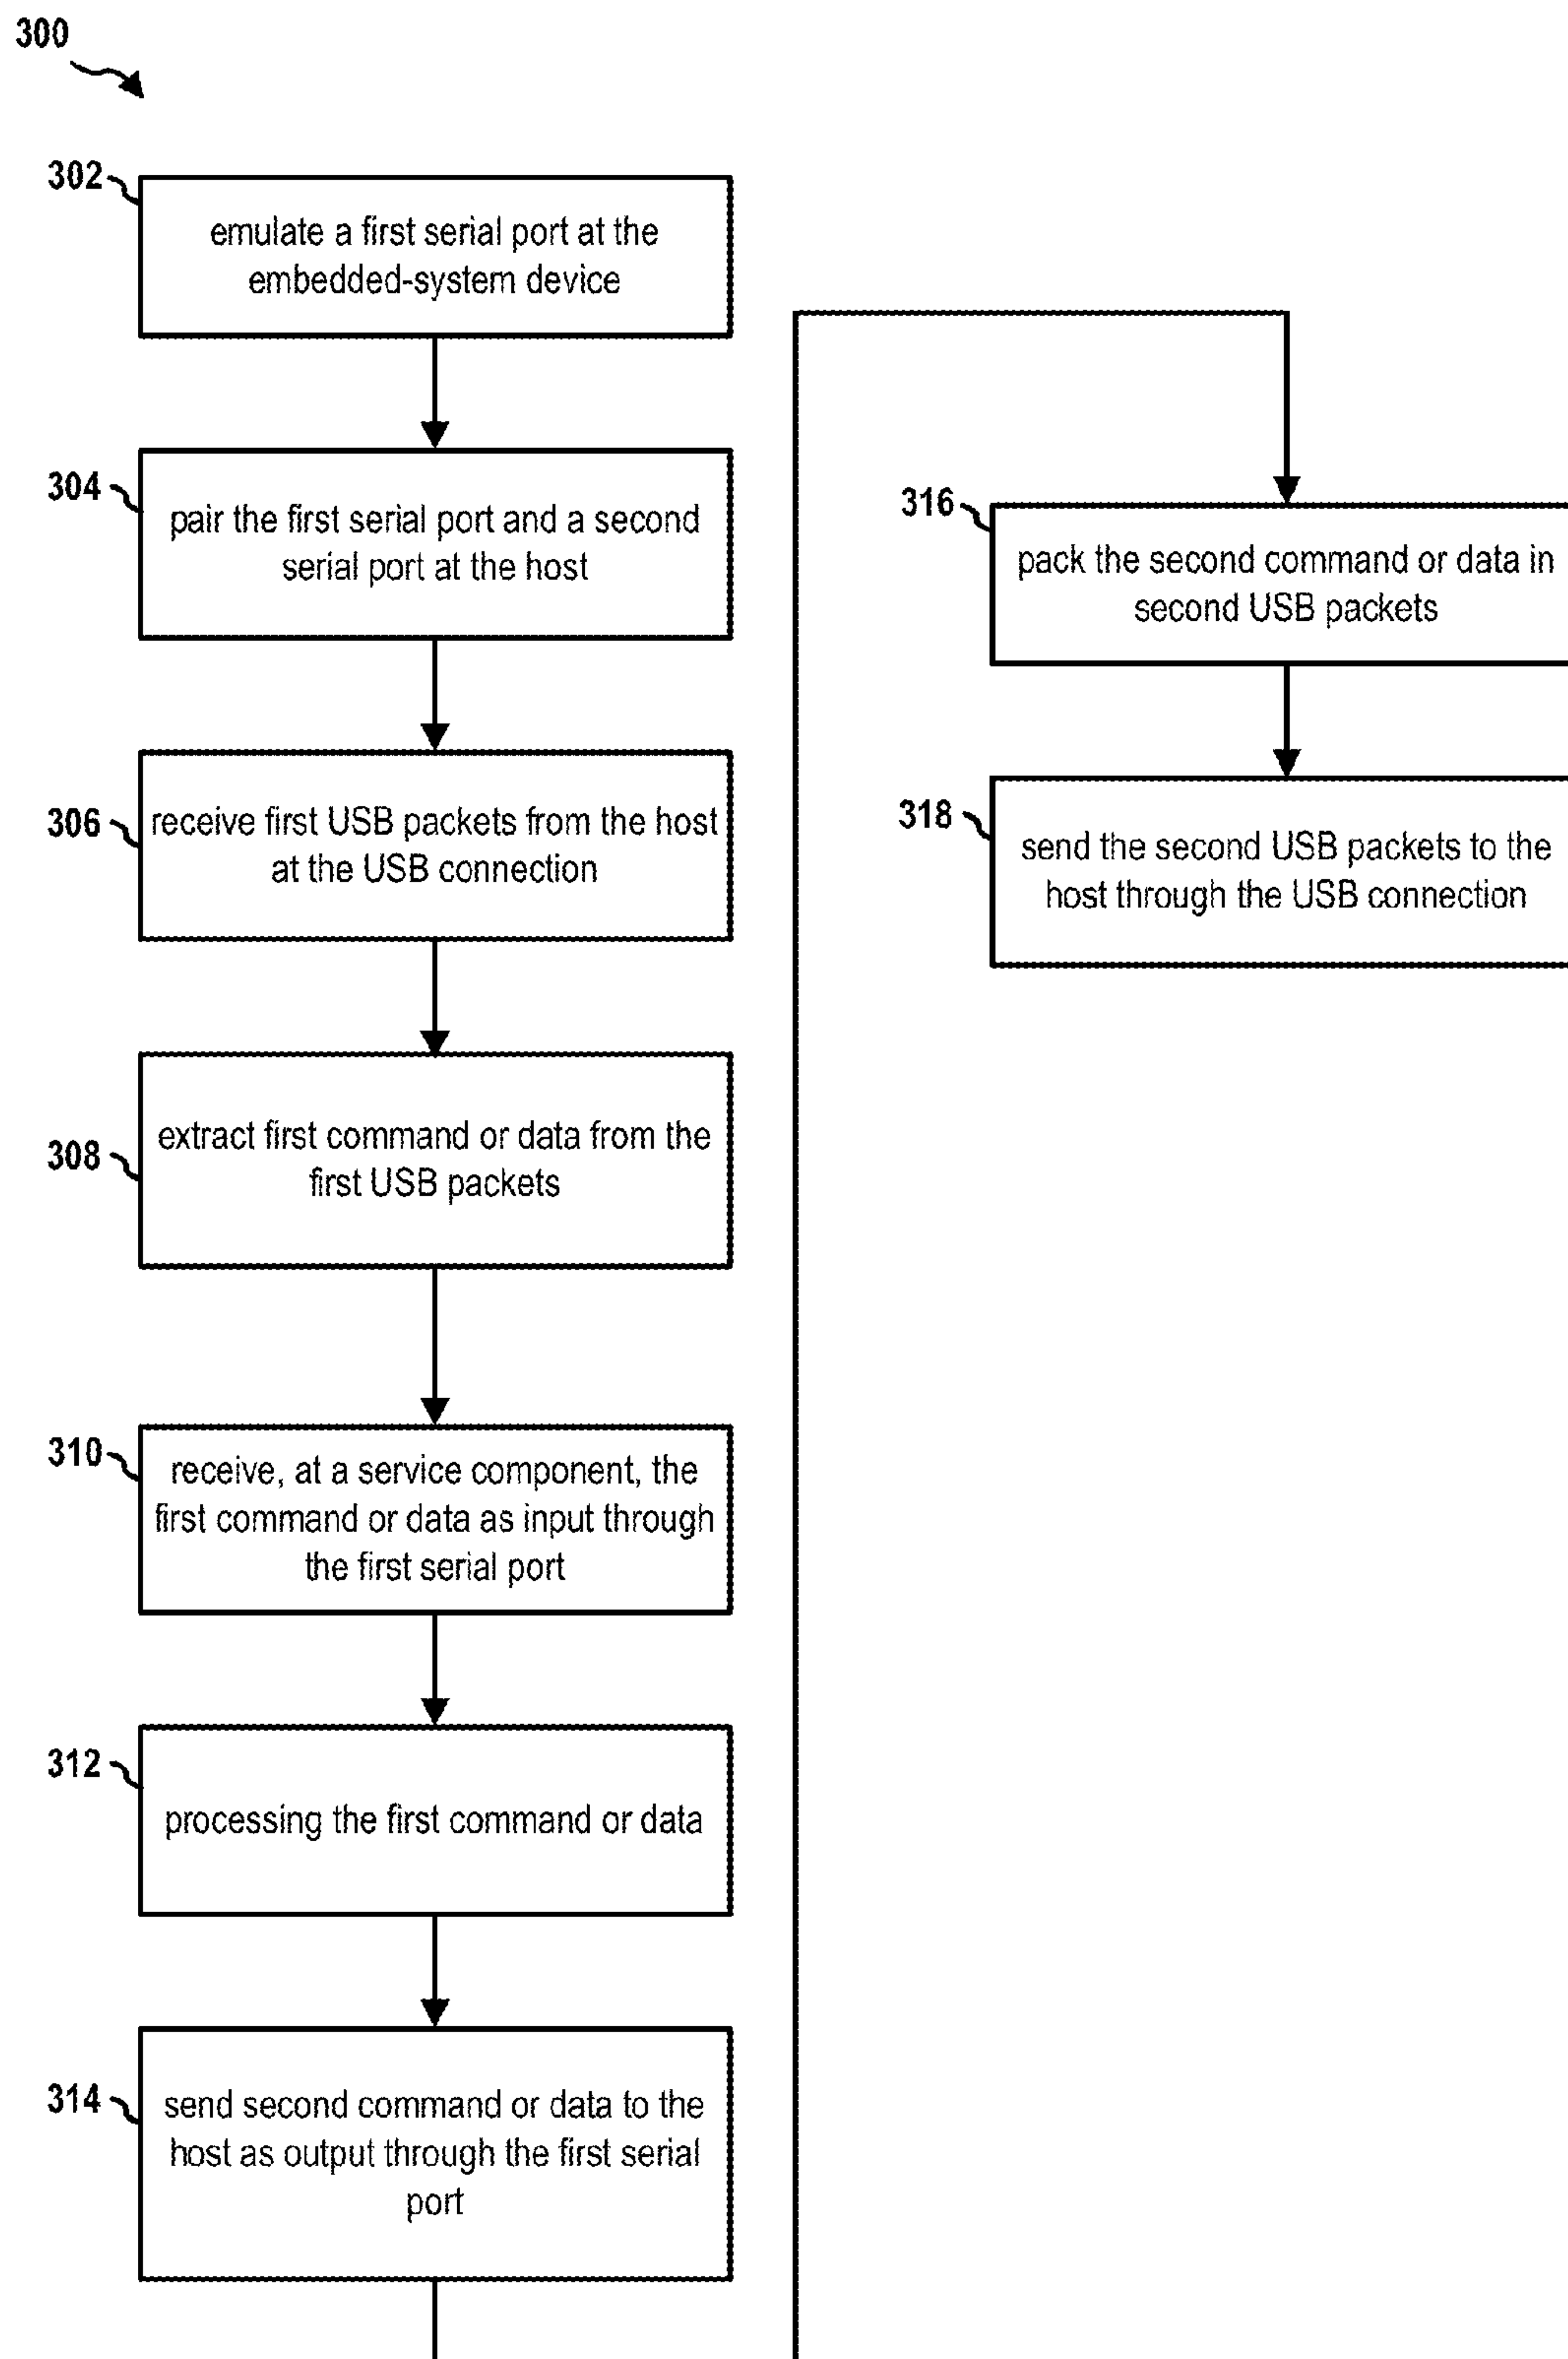 300
302
emulate a first serial port at the
embedded-system device
304
pair the first serial port and a second
serial port at the host
306
receive first USB packets from the host
at the USB connection
308
extract first command or data from the
first USB packets
310
receive, at a service component, the
first command or data as input through
the first serial port
312
processing the first command or data
314
send second command or data to the
host as output through the first serial
port
316
pack the second command or data in
second USB packets
318
send the second USB packets to the
host through the USB connection